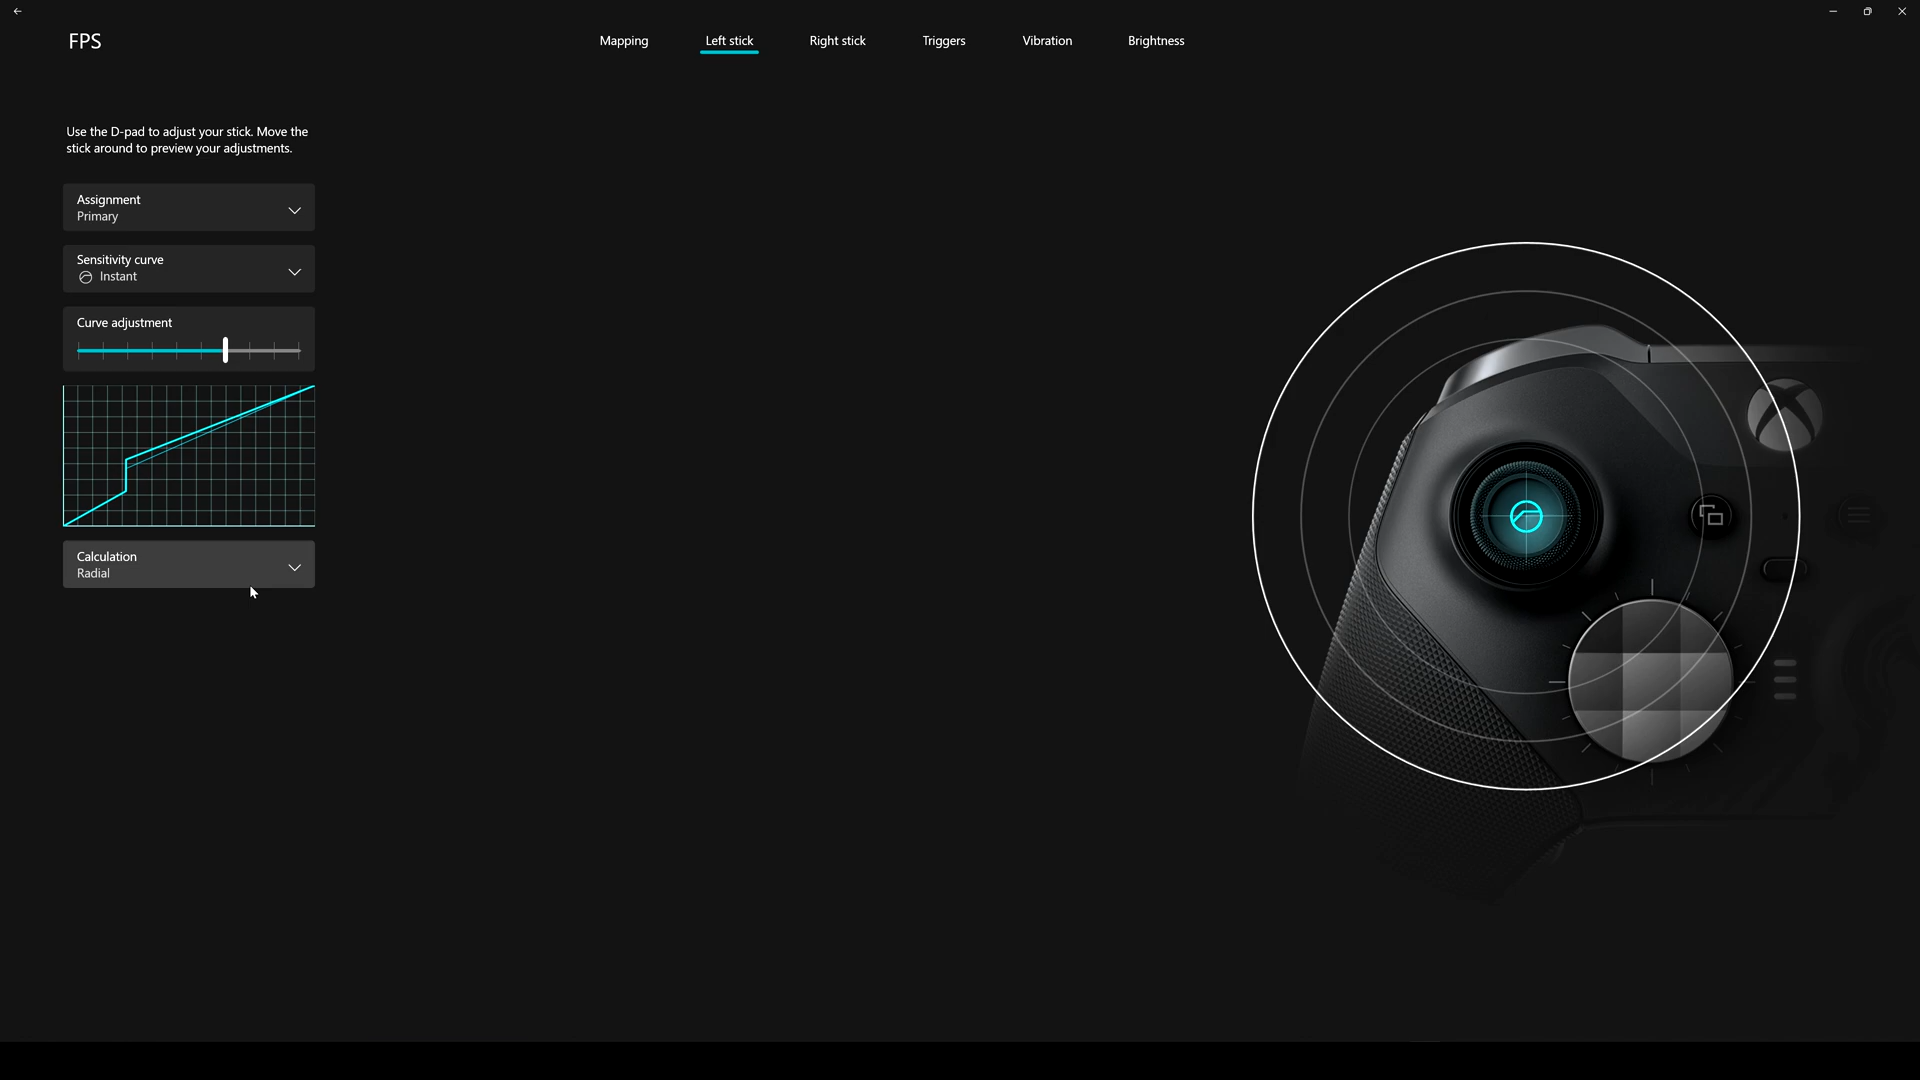 FPS
Mapping
Left stick
Right stick
Triggers
Vibration
Brightness
Use the D-pad to adjust your stick. Move the
stick around to preview your adjustments.
Assignment
Primary
Sensitivity curve
Instant
Curve adjustment
Calculation
Radial